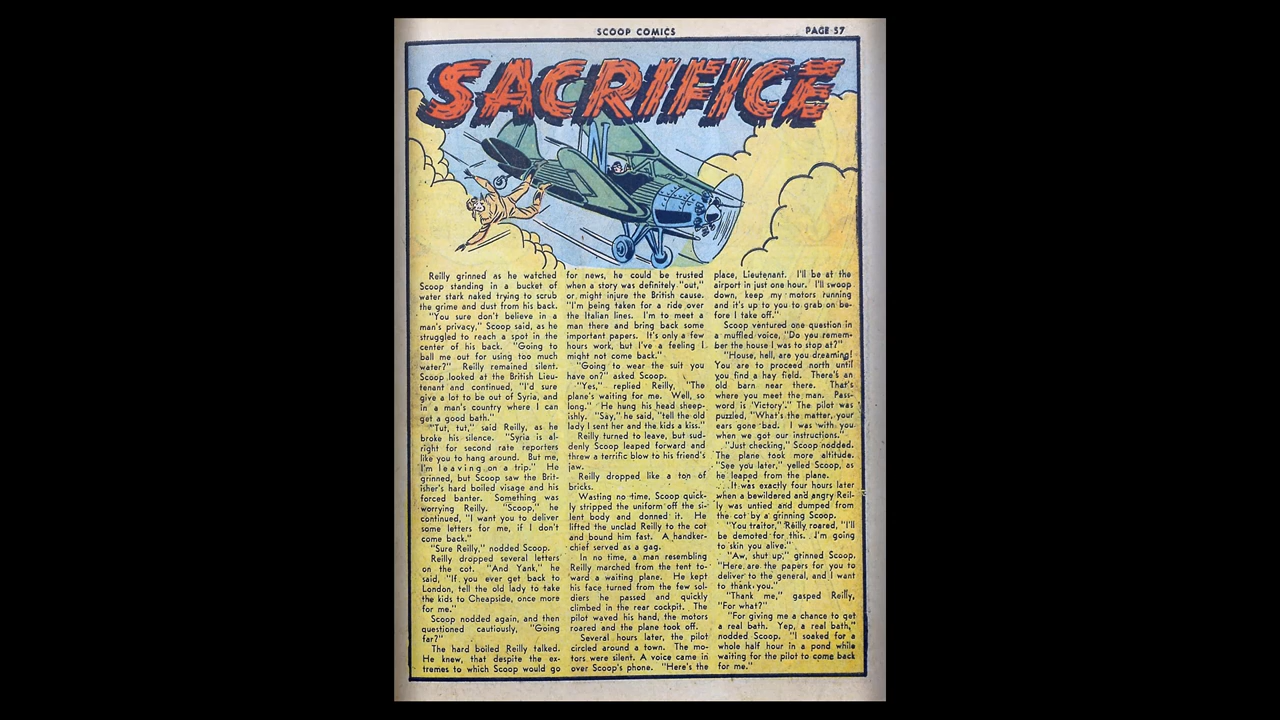 SCOOP COMICS
PAGE 57
SACRIFICE
Reilly grinned as he watched
Scoop standing in a bucket of
water stark naked trying to scrub
the grime and dust from his back.
"You sure don't believe in a
man's privacy," Scoop said, as he
struggled to reach a spot in the
center of his back. "Going to
ball me out for using too much
water?" Reilly remained silent.
Scoop looked at the British Lieu-
tenant and continued, "I'd sure
give a lot to be out of Syria, and
in a man's country where I can
get a good bath."
"Tut, tut," said Reilly, as he
broke his silence. "Syria is al-
right for second rate reporters
like you to hang around. But me,
I'm leaving on a trip." He
grinned, but Scoop saw the Brit-
isher's hard boiled visage and his
forced banter. Something was
worrying Reilly. "Scoop," he
continued, "I want you to deliver
some letters for me, if I don't
come back."
"Sure Reilly," nodded Scoop.
Reilly dropped several letters
on the cot. "And Yank," he
said, "If you ever get back to
London, tell the old lady to take
the kids to Cheapside, once more
for me."
Scoop nodded again, and then
questioned cautiously, "Going
far?"
The hard boiled Reilly talked.
He knew, that despite the ex-
tremes to which Scoop would go
for news, he could be trusted
when a story was definitely "out,"
or might injure the British cause.
"I'm being taken for a ride over
the Italian lines. I'm to meet a
man there and bring back some
important papers. It's only a few
hours work, but I've a feeling I
might not come back."
"Going to wear the suit you
have on?" asked Scoop.
"Yes," replied Reilly, "The
plane's waiting for me. Well, so
long." He hung his head sheep-
ishly. "Say," he said, "tell the old
lady I sent her and the kids a kiss."
Reilly turned to leave, but sud-
denly Scoop leaped forward and
threw a terrific blow to his friend's
jaw.
Reilly dropped like a ton of
bricks.
Wasting no time, Scoop quick-
ly stripped the uniform off the si-
lent body and donned it. He
lifted the unclad Reilly to the cot
and bound him fast. A handker-
chief served as a gag.
In no time, a man resembling
Reilly marched from the tent to-
ward a waiting plane. He kept
his face turned from the few sol-
diers he passed and quickly
climbed in the rear cockpit. The
pilot waved his hand, the motors
roared and the plane took off.
Several hours later, the pilot
circled around a town. The mo-
tors were silent. A voice came in
over Scoop's phone. "Here's the
place, Lieutenant. I'll be at the
airport in just one hour. I'll swoop
down, keep my motors running
and it's up to you to grab on be-
fore I take off."
Scoop ventured one question in
a muffled voice, "Do you remem-
ber the house I was to stop at?"
"House, hell, are you dreaming!
You are to proceed north until
you find a hay field. There's an
old barn near there. That's
where you meet the man. Pass-
word is 'Victory'." The pilot was
puzzled, "What's the matter, your
ears gone bad. I was with you
when we got our instructions."
"Just checking," Scoop nodded.
The plane took more altitude.
"See you later," yelled Scoop, as
he leaped from the plane.
It was exactly four hours later
when a bewildered and angry Reil-
ly was untied and dumped from
the cot by a grinning Scoop.
"You traitor," Reilly roared, "I'll
be demoted for this. I'm going
to skin you alive."
"Aw, shut up," grinned Scoop.
"Here are the papers for you to
deliver to the general, and I want
to thank you."
"Thank me," gasped Reilly,
"For what?"
"For giving me a chance to get
a real bath. Yep, a real bath,"
nodded Scoop. "I soaked for a
whole half hour in a pond while
waiting for the pilot to come back
for me."